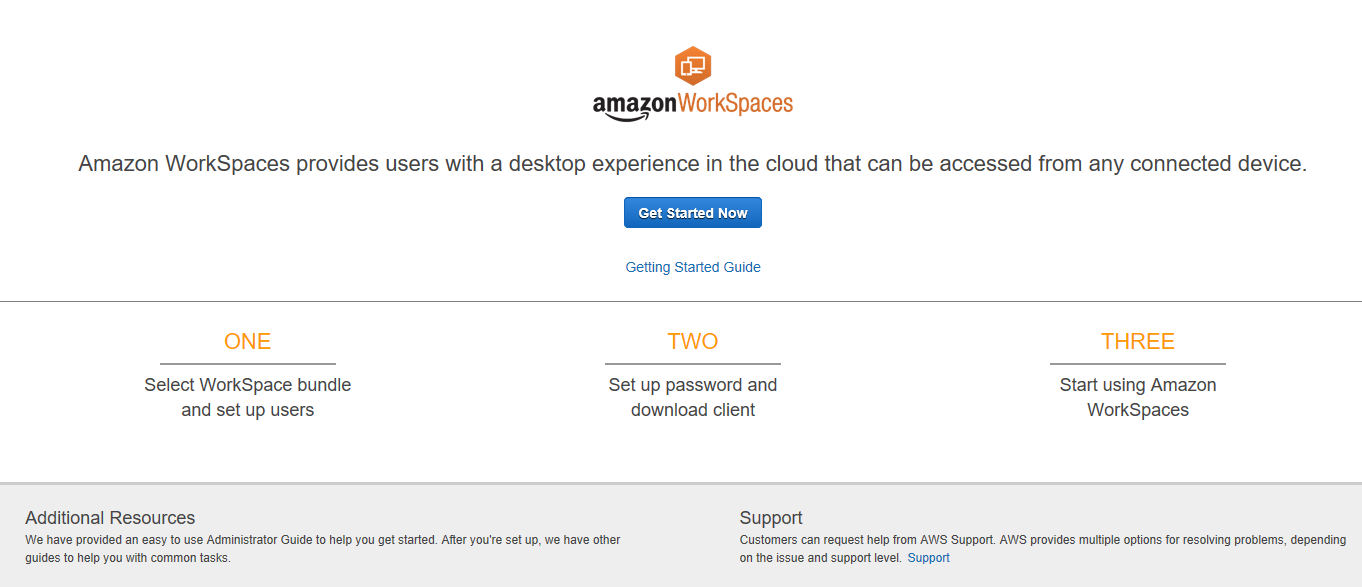 amazonWorkSpaces
Amazon WorkSpaces provides users with a desktop experience in the cloud that can be accessed from any connected device.
Get Started Now
Getting Started Guide
ONE
Select WorkSpace bundle
and set up users
TWO
Set up password and
download client
THREE
Start using Amazon
WorkSpaces
Additional Resources
We have provided an easy to use Administrator Guide to help you get started. After you're set up, we have other
guides to help you with common tasks.
Support
Customers can request help from AWS Support. AWS provides multiple options for resolving problems, depending
on the issue and support level. Support